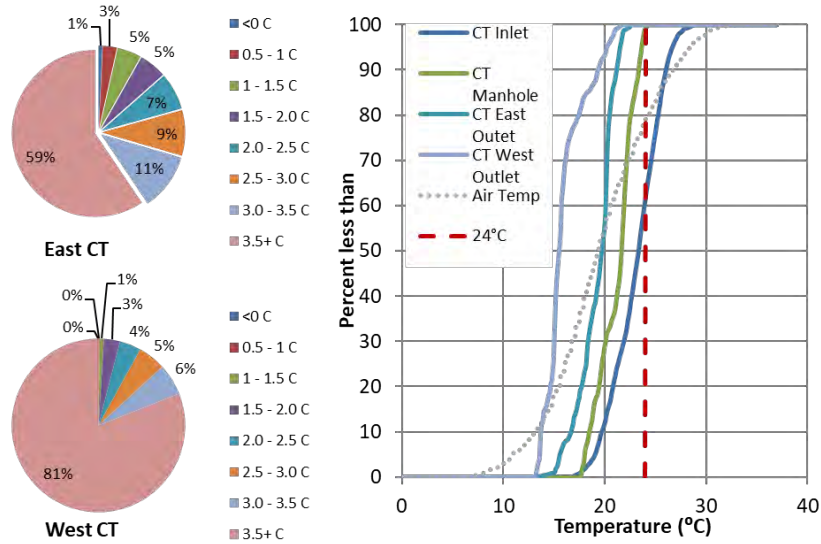 1%
3%
5%
5%
7%
9%
11%
59%
East CT
<0 C
0.5 - 1 C
1 - 1.5 C
1.5 - 2.0 C
2.0 - 2.5 C
2.5 - 3.0 C
3.0 - 3.5 C
3.5+ C
0%
0%
1%
3%
4%
5%
6%
81%
West CT
<0 C
0.5 - 1 C
1 - 1.5 C
1.5 - 2.0 C
2.0 - 2.5 C
2.5 - 3.0 C
3.0 - 3.5 C
3.5+ C
Percent less than
100
90
80
70
60
50
40
30
20
10
0
CT Inlet
CT
Manhole
CT East
Outet
CT West
Outlet
Air Temp
24°C
0
10
20
30
40
Temperature (ºC)